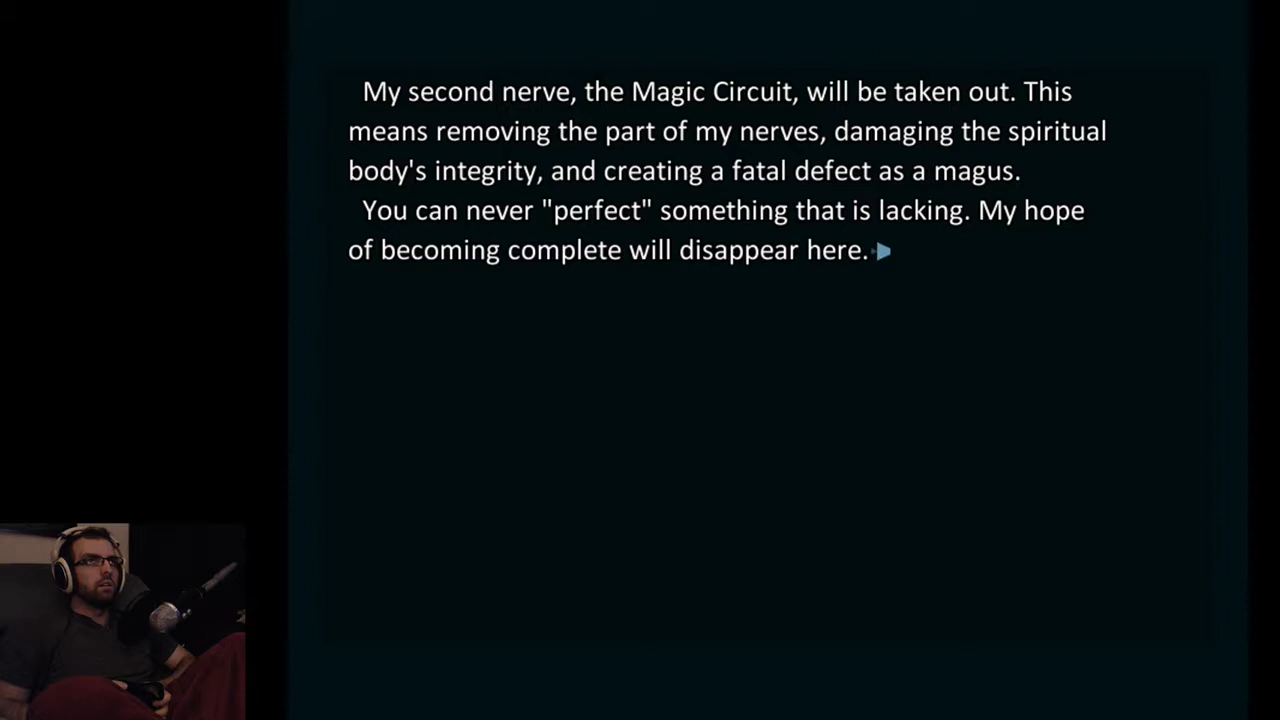 My second nerve, the Magic Circuit, will be taken out. This
means removing the part of my nerves, damaging the spiritual
body's integrity, and creating a fatal defect as a magus.
You can never "perfect" something that is lacking. My hope
of becoming complete will disappear here.